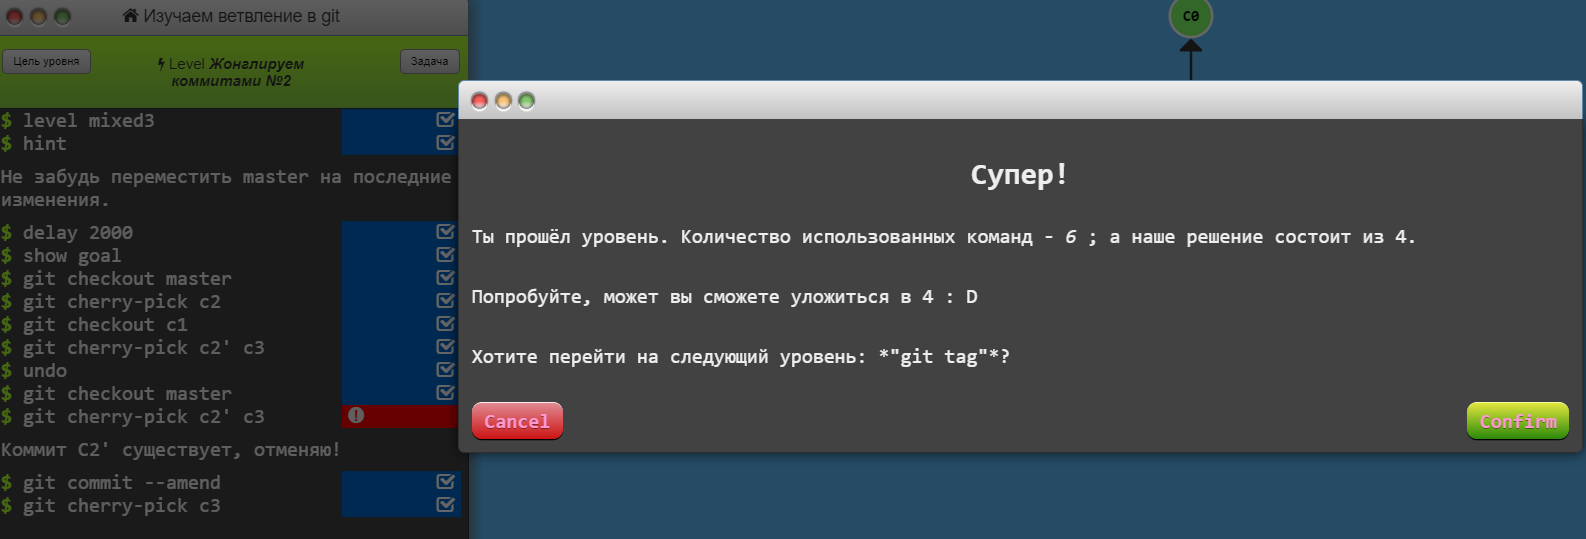 Изучаем ветвление в git
Цель уровня
Level Жонглируем
коммитами №2
Задача
$ level mixed3
$ hint
Не забудь переместить master на последние
изменения.
$ delay 2000
$ show goal
$ git checkout master
$ git cherry-pick c2
$ git checkout c1
$ git cherry-pick c2' c3
$ undo
$ git checkout master
$ git cherry-pick c2' c3
Коммит C2' существует, отменяю!
$ git commit --amend
$ git cherry-pick c3
C0
Супер!
Ты прошёл уровень. Количество использованных команд - 6 ; а наше решение состоит из 4.
Попробуйте, может вы сможете уложиться в 4 : D
Хотите перейти на следующий уровень: *"git tag"*?
Cancel
Confirm